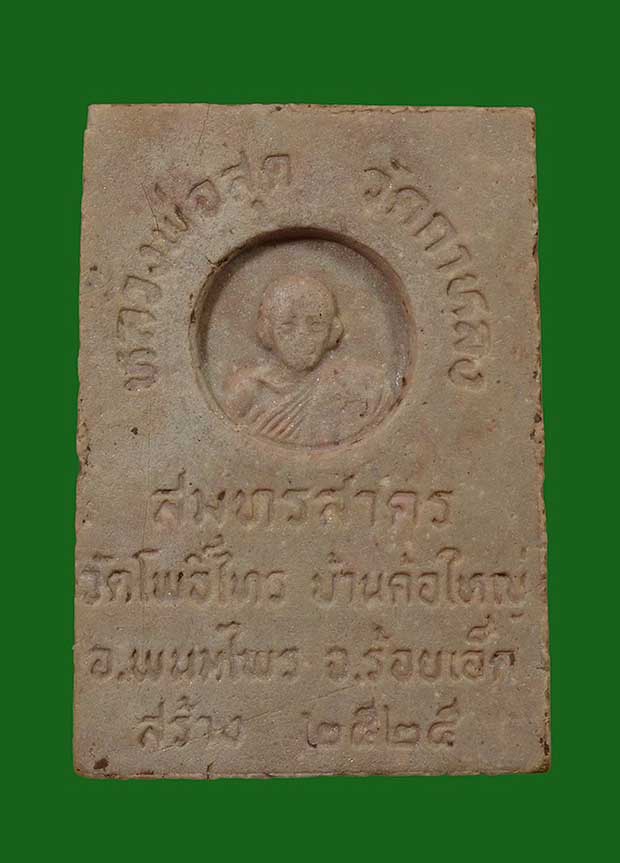 หลวงพ่อสุด วัดกาหลง
สมุทรสาคร
วัดโพธิ์ไทร บ้านค้อใหญ่
อ.พนมไพร จ.ร้อยเอ็ด
สร้าง ๒๕๒๕